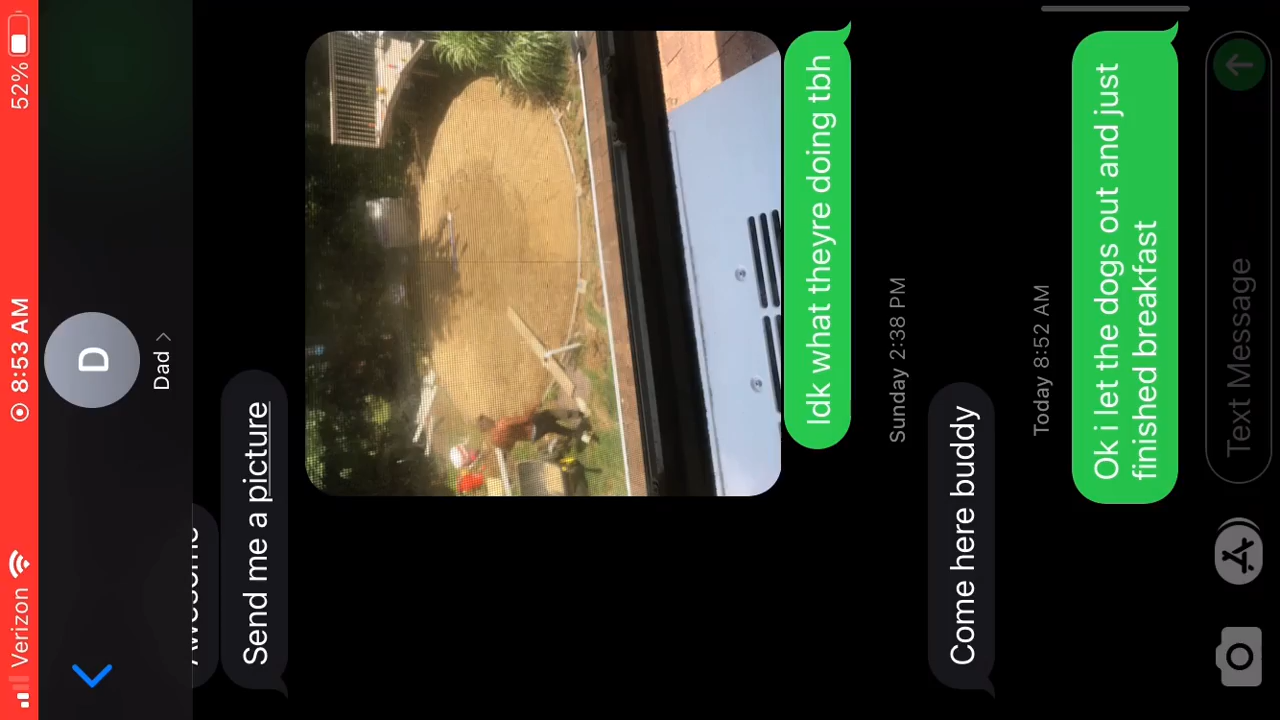 Verizon 8:53 AM 52%
D
Dad >
Awesome
Send me a picture
Idk what theyre doing tbh
Sunday 2:38 PM
Come here buddy
Today 8:52 AM
Ok i let the dogs out and just
finished breakfast
Text Message